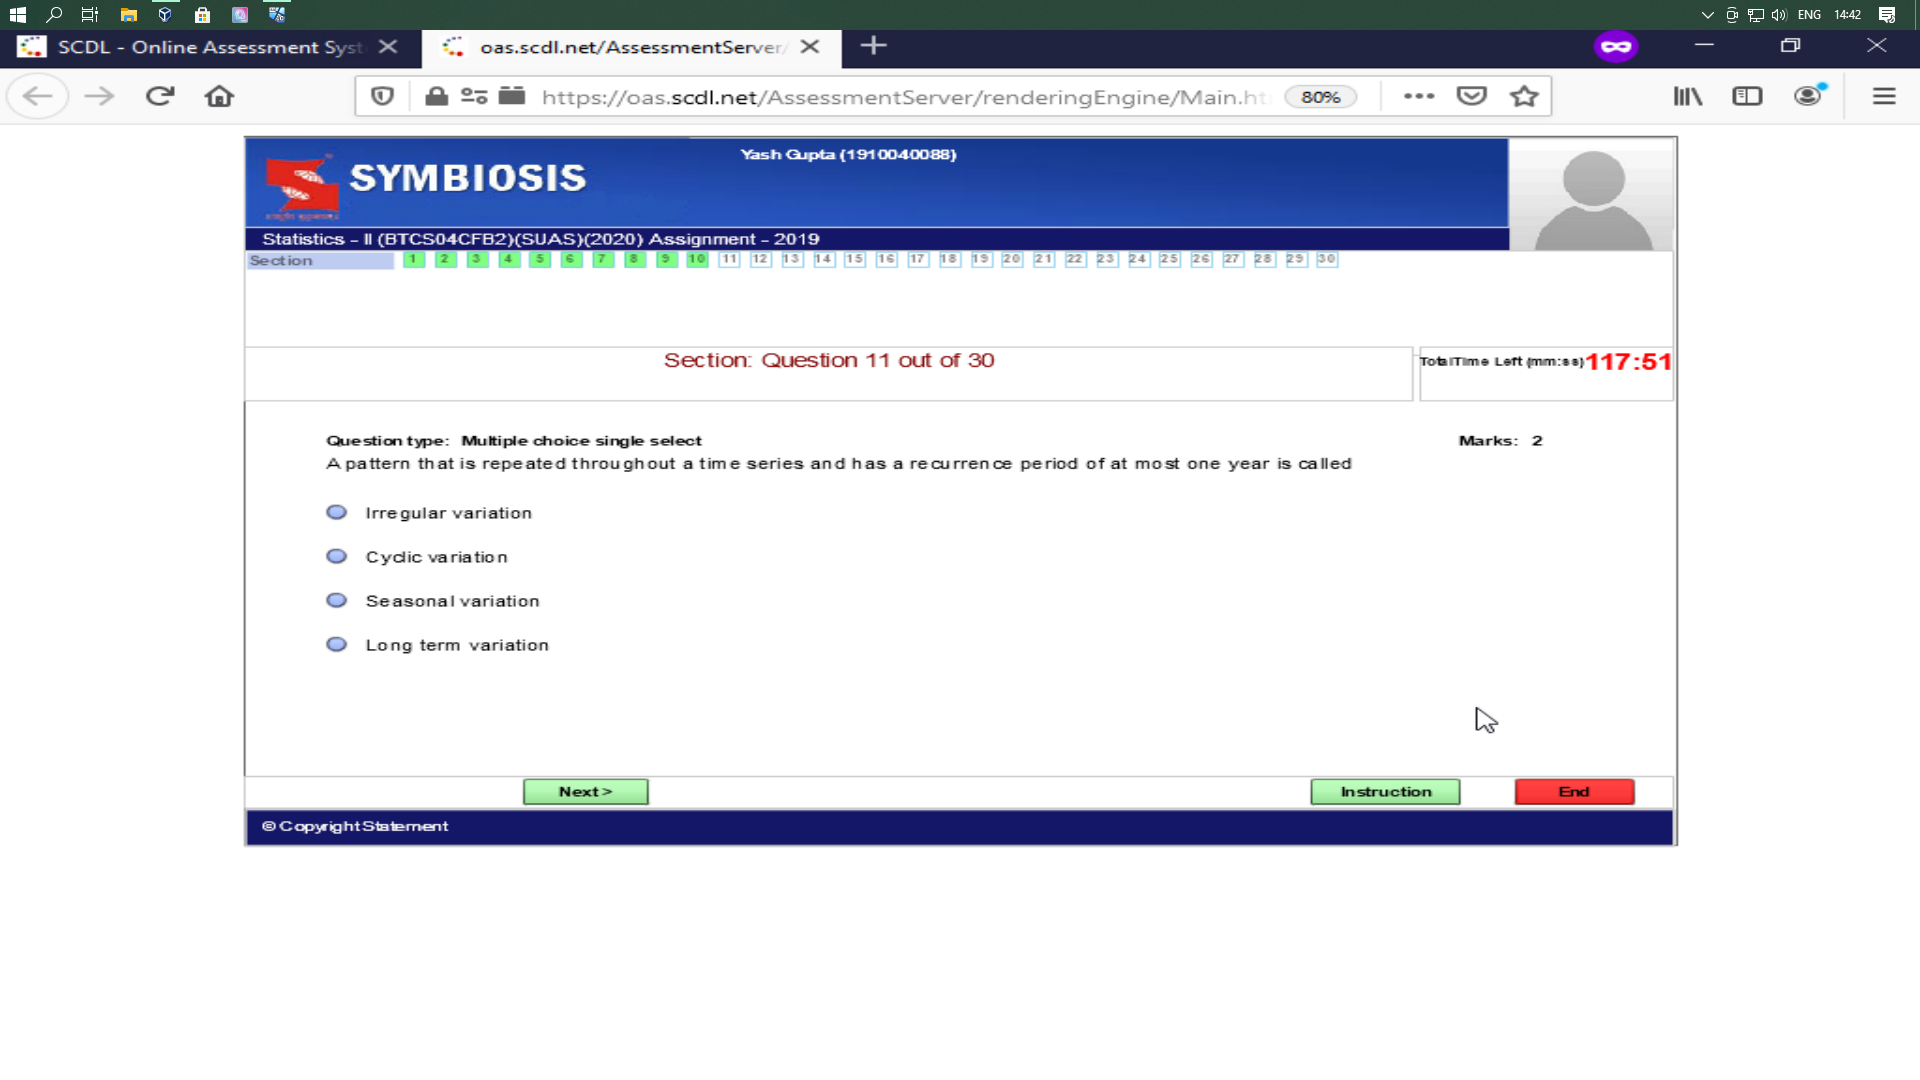 ENG 14:42
SCDL - Online Assessment Syst
oas.scdl.net/AssessmentServer/
https://oas.scdl.net/AssessmentServer/renderingEngine/Main.ht
80%
Yash Gupta (1910040088)
SYMBIOSIS
Statistics - II (BTCS04CFB2)(SUAS)(2020) Assignment - 2019
Section 1 2 3 4 5 6 7 8 9 10 11 12 13 14 15 16 17 18 19 20 21 22 23 24 25 26 27 28 29 30
Section: Question 11 out of 30
Total Time Left (mm:ss) 117:51
Question type: Multiple choice single select
Marks: 2
A pattern that is repeated throughout a time series and has a recurrence period of at most one year is called
Irregular variation
Cyclic variation
Seasonal variation
Long term variation
Next >
Instruction
End
© Copyright Statement